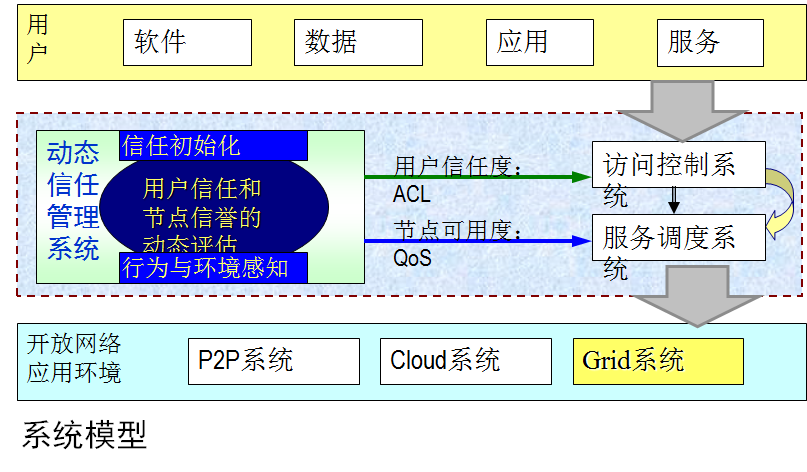 用
户
软件
数据
应用
服务
动态
信任
管理
系统
信任初始化
用户信任和
节点信誉的
动态评估
行为与环境感知
用户信任度：
ACL
节点可用度：
QoS
访问控制系
统
服务调度系
统
开放网络
应用环境
P2P系统
Cloud系统
Grid系统
系统模型